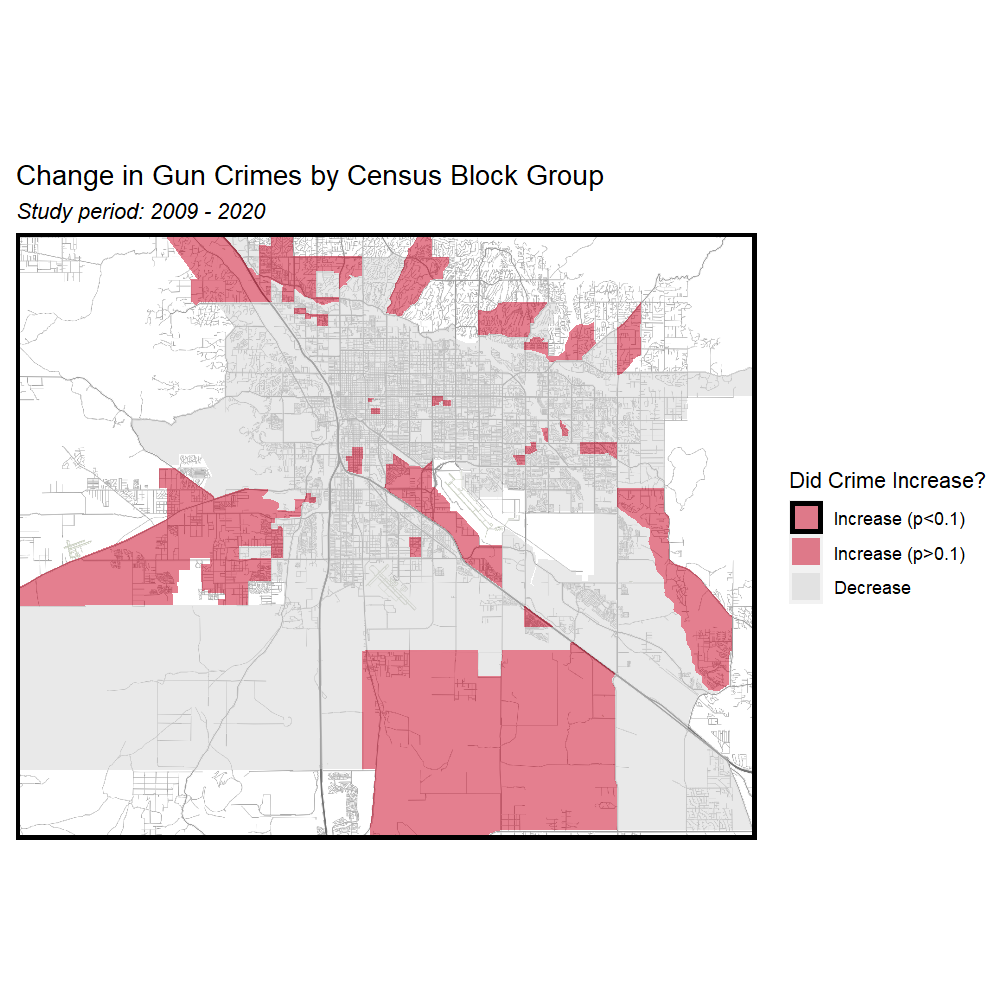 Change in Gun Crimes by Census Block Group
Study period: 2009 - 2020
Did Crime Increase?
Increase (p<0.1)
Increase (p>0.1)
Decrease